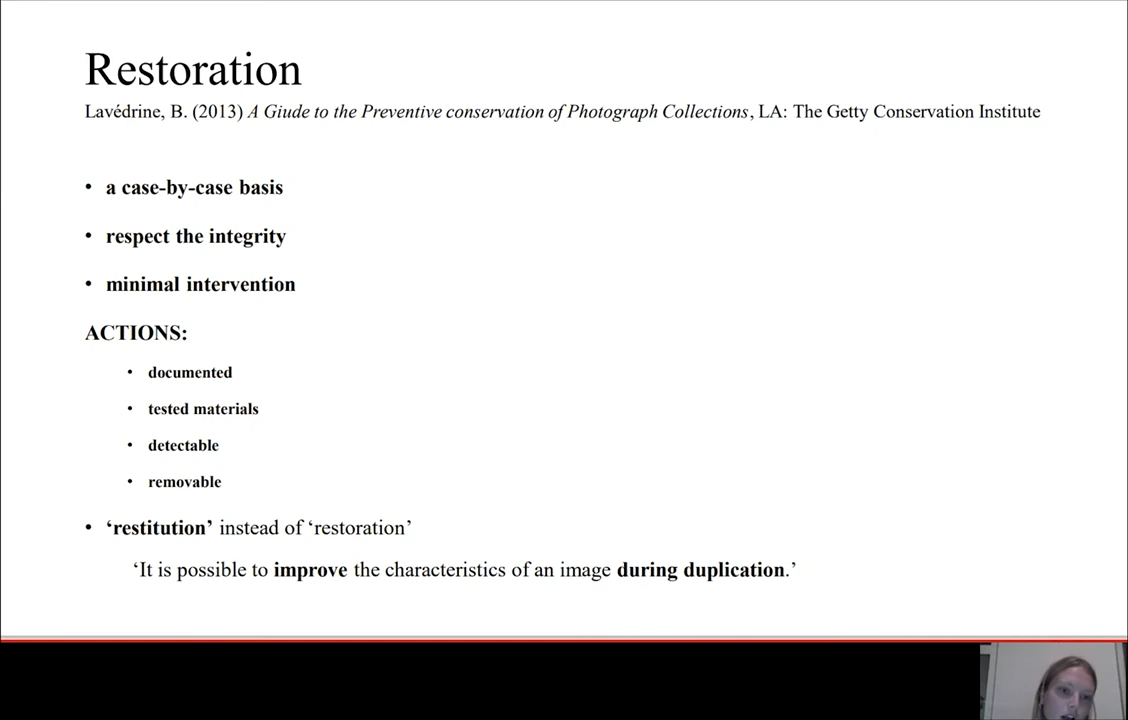 Restoration
Lavédrine, B. (2013) A Giude to the Preventive conservation of Photograph Collections, LA: The Getty Conservation Institute
• a case-by-case basis
• respect the integrity
• minimal intervention
ACTIONS:
• documented
• tested materials
• detectable
• removable
• ‘restitution’ instead of ‘restoration’
‘It is possible to improve the characteristics of an image during duplication.’